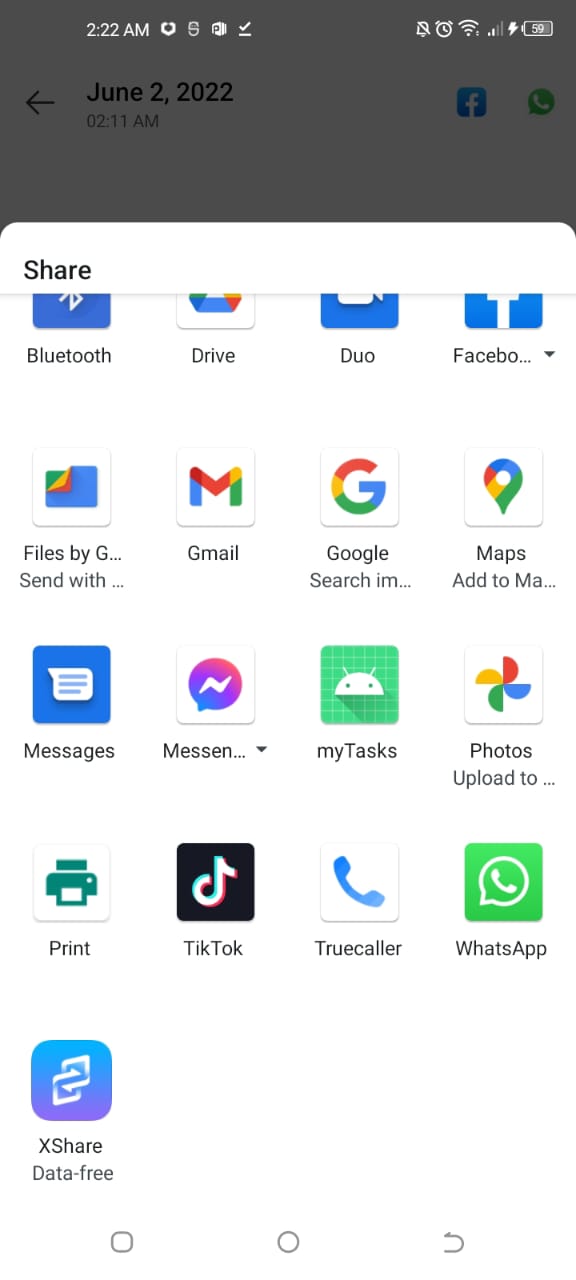 2:22 AM
59
June 2, 2022
02:11 AM
Share
Bluetooth
Drive
Duo
Facebo...
Files by G...
Send with ...
Gmail
Google
Search im...
Maps
Add to Ma...
Messages
Messen...
myTasks
Photos
Upload to ...
Print
TikTok
Truecaller
WhatsApp
XShare
Data-free